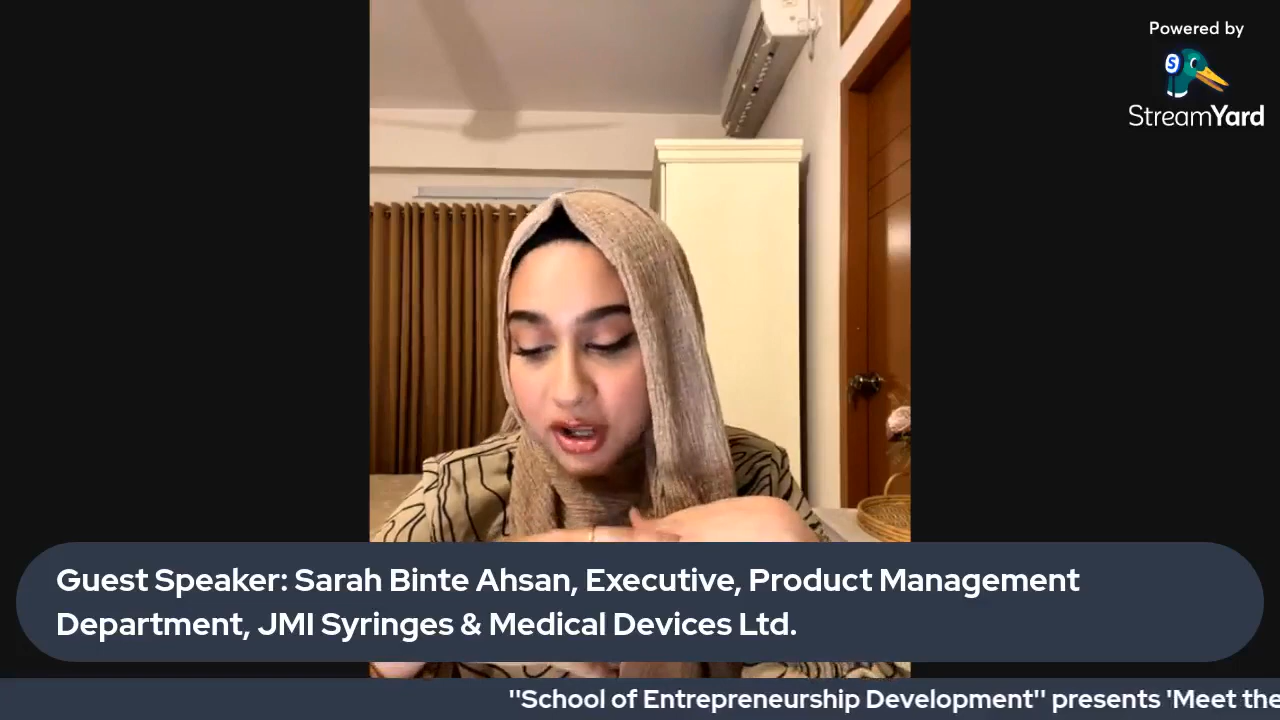 Powered by
S
StreamYard
Guest Speaker: Sarah Binte Ahsan, Executive, Product Management
Department, JMI Syringes & Medical Devices Ltd.
"School of Entrepreneurship Development" presents 'Meet the